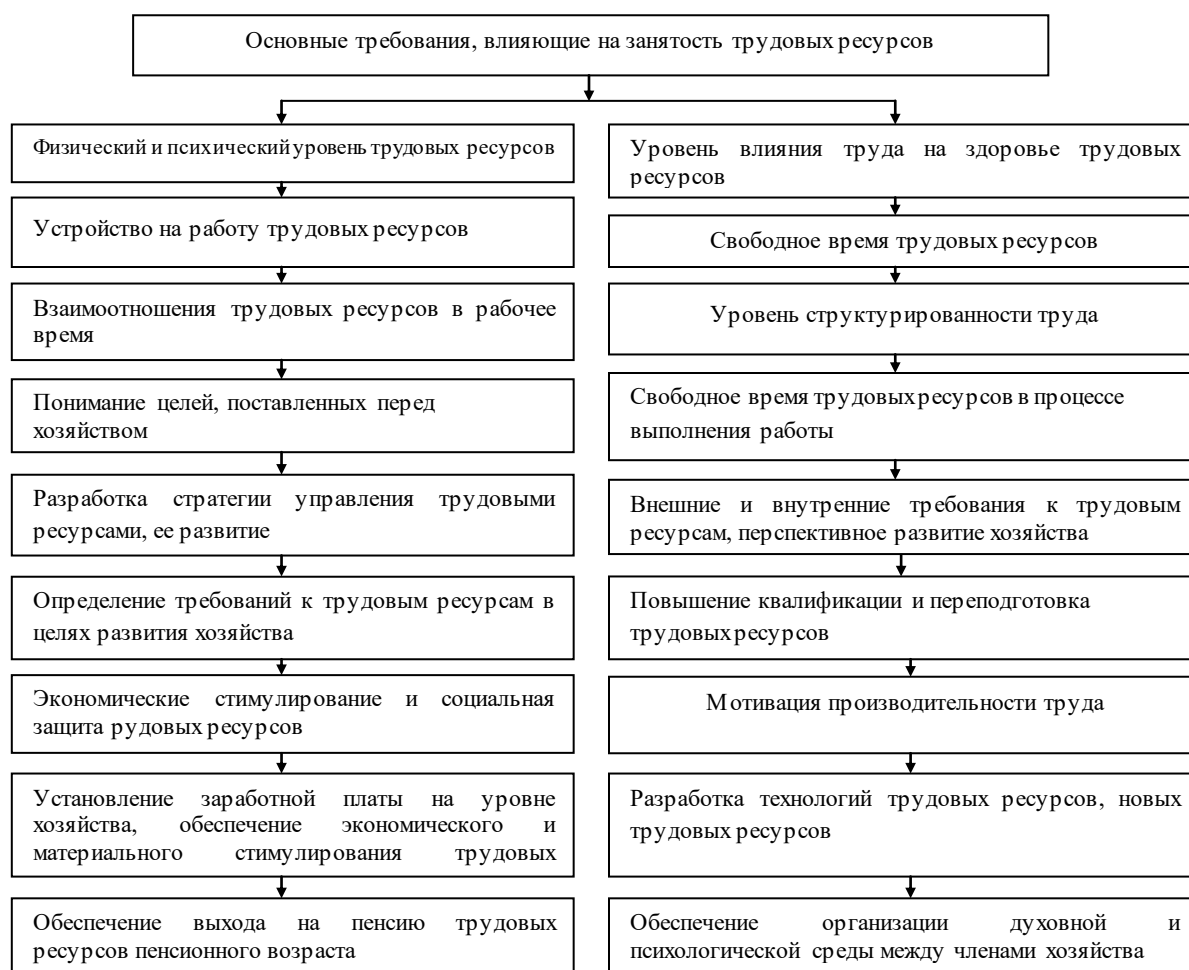 Основные требования, влияющие на занятость трудовых ресурсов
Физический и психический уровень трудовых ресурсов
Устройство на работу трудовых ресурсов
Взаимоотношения трудовых ресурсов в рабочее
время
Понимание целей, поставленных перед
хозяйством
Разработка стратегии управления трудовыми
ресурсами, ее развитие
Определение требований к трудовым ресурсам в
целях развития хозяйства
Экономические стимулирование и социальная
защита рудовых ресурсов
Установление заработной платы на уровне
хозяйства, обеспечение экономического и
материального стимулирования трудовых
Обеспечение выхода на пенсию трудовых
ресурсов пенсионного возраста
Уровень влияния труда на здоровье трудовых
ресурсов
Свободное время трудовых ресурсов
Уровень структурированности труда
Свободное время трудовых ресурсов в процессе
выполнения работы
Внешние и внутренние требования к трудовым
ресурсам, перспективное развитие хозяйства
Повышение квалификации и переподготовка
трудовых ресурсов
Мотивация производительности труда
Разработка технологий трудовых ресурсов, новых
трудовых ресурсов
Обеспечение организации духовной и
психологической среды между членами хозяйства